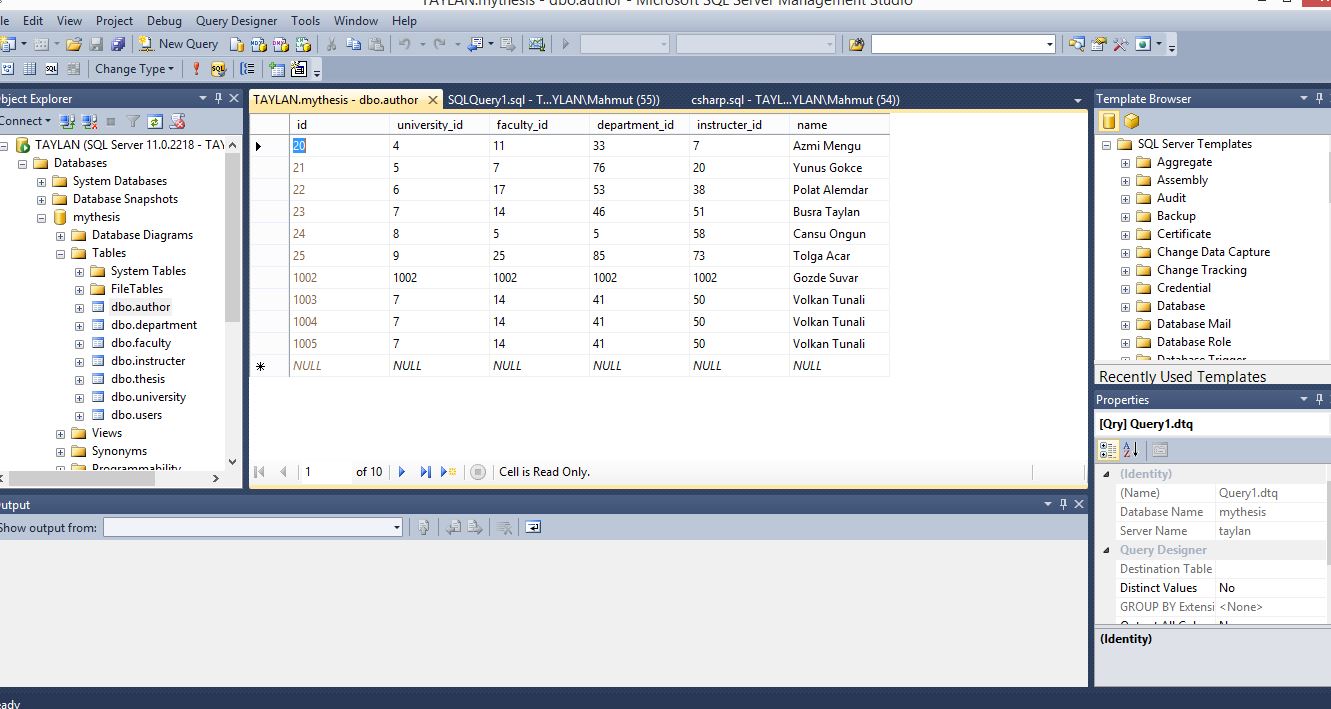 TAYLAN.mythesis - dbo.author - Microsoft SQL Server Management Studio
Edit View Project Debug Query Designer Tools Window Help
New Query
Change Type
bject Explorer
Connect
TAYLAN (SQL Server 11.0.2218 - TAY
Databases
System Databases
Database Snapshots
mythesis
Database Diagrams
Tables
System Tables
FileTables
dbo.author
dbo.department
dbo.faculty
dbo.instructer
dbo.thesis
dbo.university
dbo.users
Views
Synonyms
Programmability
TAYLAN.mythesis - dbo.author SQLQuery1.sql - T...YLAN\Mahmut (55)) csharp.sql - TAYL...YLAN\Mahmut (54))
id university_id faculty_id department_id instructer_id name
20 4 11 33 7 Azmi Mengu
21 5 7 76 20 Yunus Gokce
22 6 17 53 38 Polat Alemdar
23 7 14 46 51 Busra Taylan
24 8 5 5 58 Cansu Ongun
25 9 25 85 73 Tolga Acar
1002 1002 1002 1002 1002 Gozde Suvar
1003 7 14 41 50 Volkan Tunali
1004 7 14 41 50 Volkan Tunali
1005 7 14 41 50 Volkan Tunali
NULL NULL NULL NULL NULL NULL
1 of 10 Cell is Read Only.
Template Browser
SQL Server Templates
Aggregate
Assembly
Audit
Backup
Certificate
Change Data Capture
Change Tracking
Credential
Database
Database Mail
Database Role
Database Trigger
Recently Used Templates
Properties
[Qry] Query1.dtq
(Identity)
(Name) Query1.dtq
Database Name mythesis
Server Name taylan
Query Designer
Destination Table
Distinct Values No
GROUP BY Extensi <None>
(Identity)
utput
Show output from:
eady